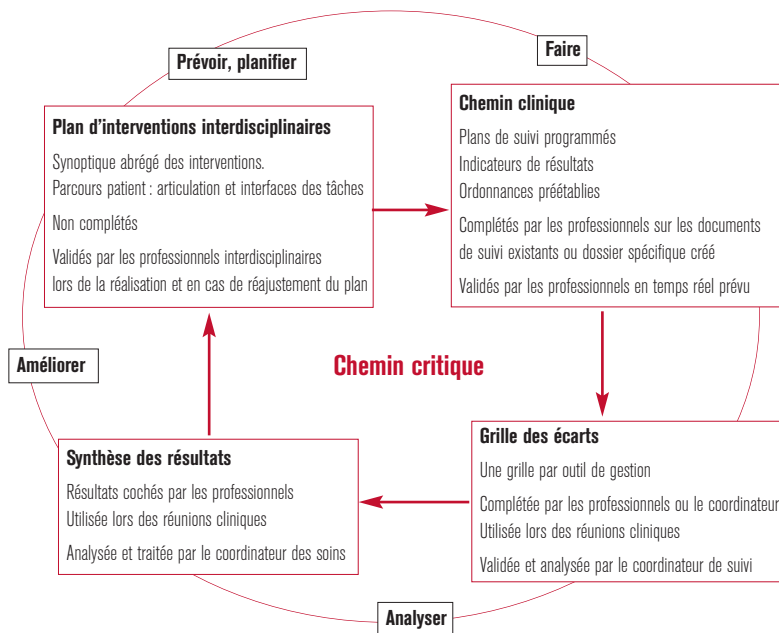 Prévoir, planifier
Faire
Plan d'interventions interdisciplinaires
Synoptique abrégé des interventions.
Parcours patient : articulation et interfaces des tâches
Non complétés
Validés par les professionnels interdisciplinaires
lors de la réalisation et en cas de réajustement du plan
Chemin clinique
Plans de suivi programmés
Indicateurs de résultats
Ordonnances préétablies
Complétés par les professionnels sur les documents
de suivi existants ou dossier spécifique créé
Validés par les professionnels en temps réel prévu
Améliorer
Chemin critique
Synthèse des résultats
Résultats cochés par les professionnels
Utilisée lors des réunions cliniques
Analysée et traitée par le coordinateur des soins
Grille des écarts
Une grille par outil de gestion
Complétée par les professionnels ou le coordinateur
Utilisée lors des réunions cliniques
Validée et analysée par le coordinateur de suivi
Analyser